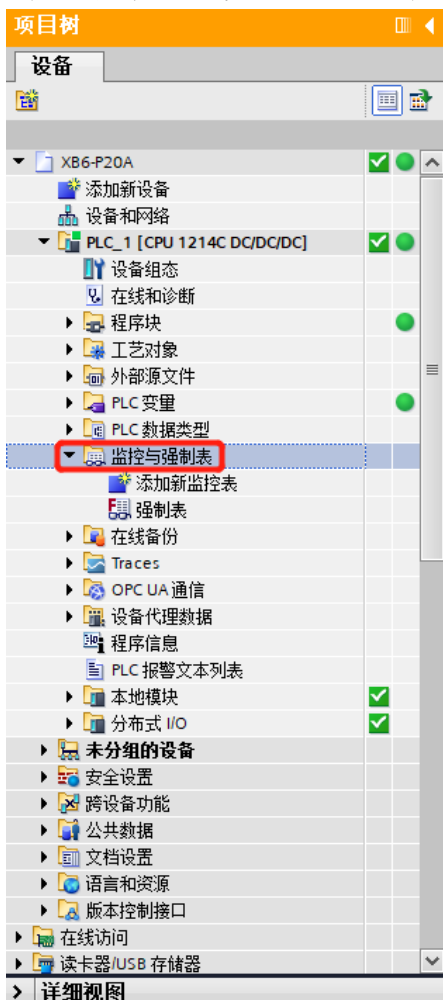 项目树
设备
XB6-P20A
添加新设备
设备和网络
PLC_1 [CPU 1214C DC/DC/DC]
设备组态
在线和诊断
程序块
工艺对象
外部源文件
PLC 变量
PLC 数据类型
监控与强制表
添加新监控表
强制表
在线备份
Traces
OPC UA 通信
设备代理数据
程序信息
PLC 报警文本列表
本地模块
分布式 I/O
未分组的设备
安全设置
跨设备功能
公共数据
文档设置
语言和资源
版本控制接口
在线访问
读卡器/USB 存储器
详细视图